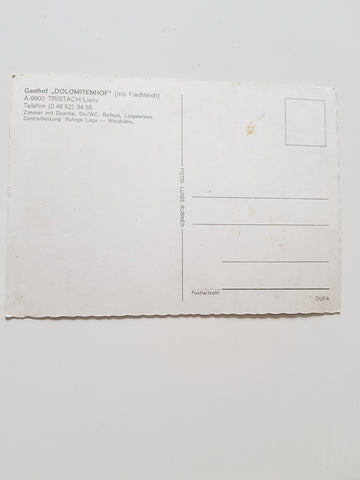 Gasthof „DOLOMITENHOF“ (mit Fischteich)
A-9900 TRISTACH/Lienz
Telefon (0 48 52) 34 55
Zimmer mit Dusche, Du/WC, Balkon, Liegewiese.
Zentralheizung. Ruhige Lage — Waldnähe.
FOTO: LUISE RUBNER
Postleitzahl
DUFA